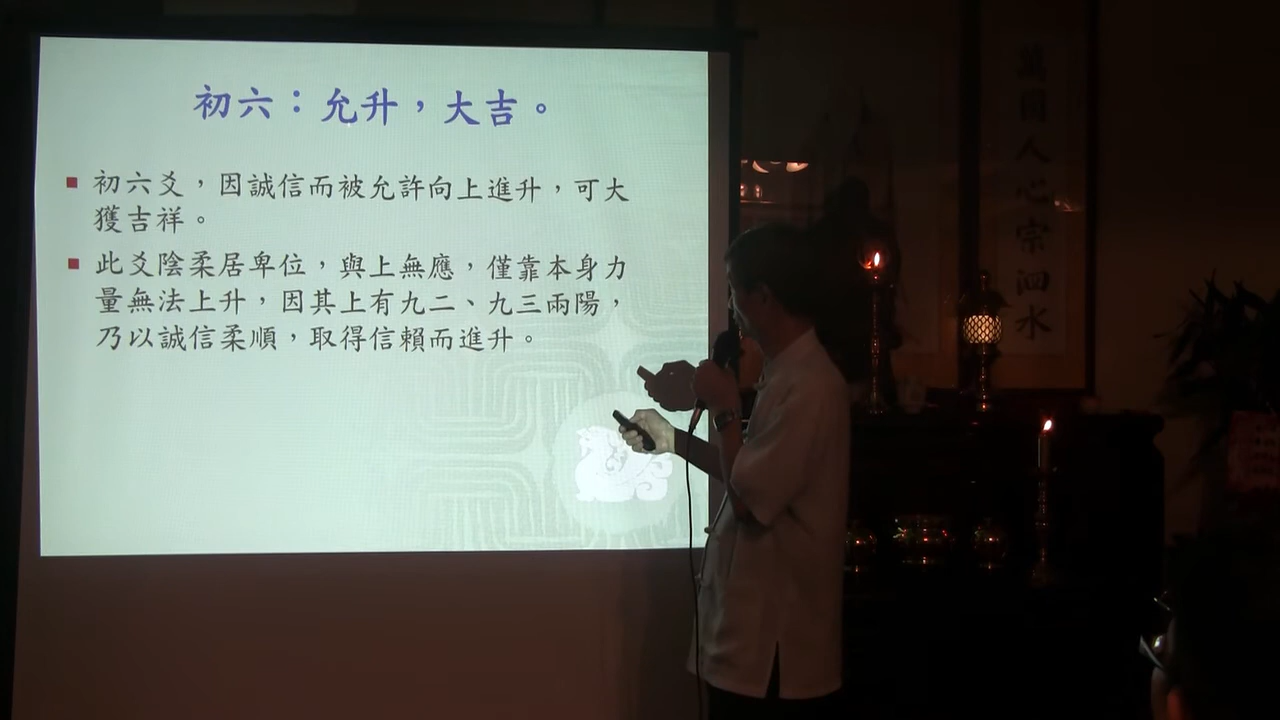 初六：允升，大吉。
初六爻，因誠信而被允許向上進升，可大
獲吉祥。
此爻陰柔居卑位，與上無應，僅靠本身力
量無法上升，因其上有九二、九三兩陽，
乃以誠信柔順，取得信賴而進升。
萬國人心宗泗水